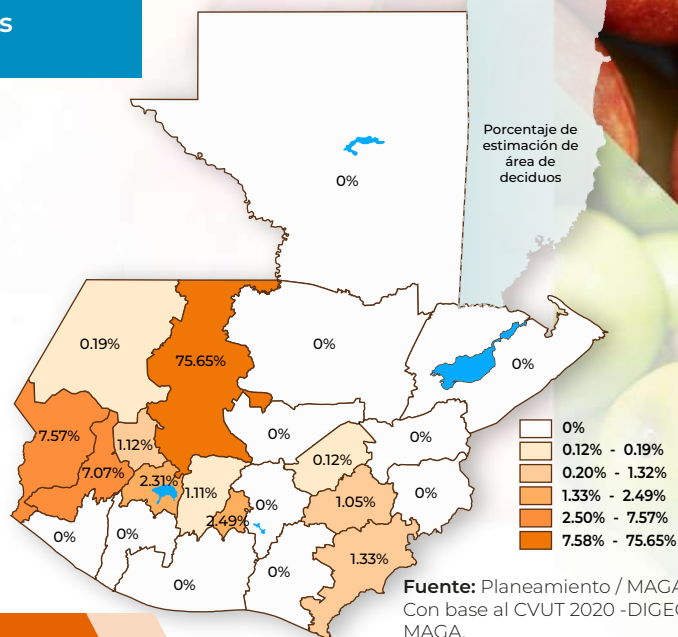 s
Porcentaje de
estimación de
área de
deciduos
0%
0.19%
75.65%
0%
0%
7.57%
1.12%
0%
0%
7.07%
2.31%
1.11%
0.12%
2.49%
0%
1.05%
0%
0%
0%
0%
0%
1.33%
0%
0.12% - 0.19%
0.20% - 1.32%
1.33% - 2.49%
2.50% - 7.57%
7.58% - 75.65%
Fuente: Planeamiento / MAGA
Con base al CVUT 2020 -DIGEG
MAGA.